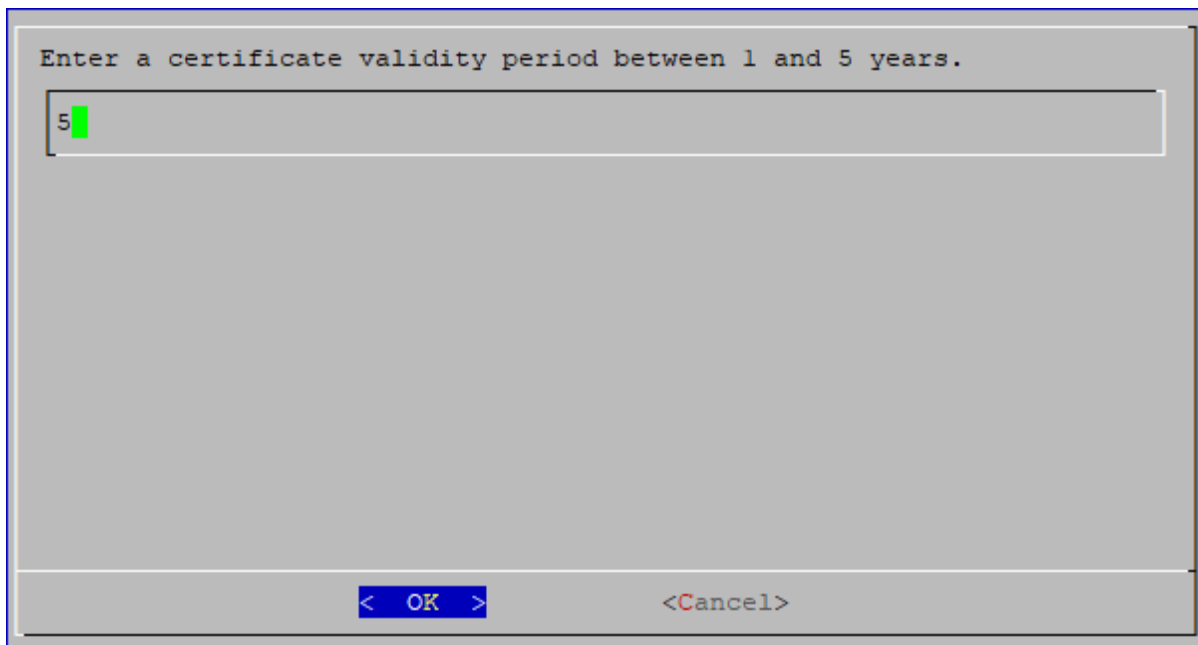 Enter a certificate validity period between 1 and 5 years.
5
< OK > <Cancel>